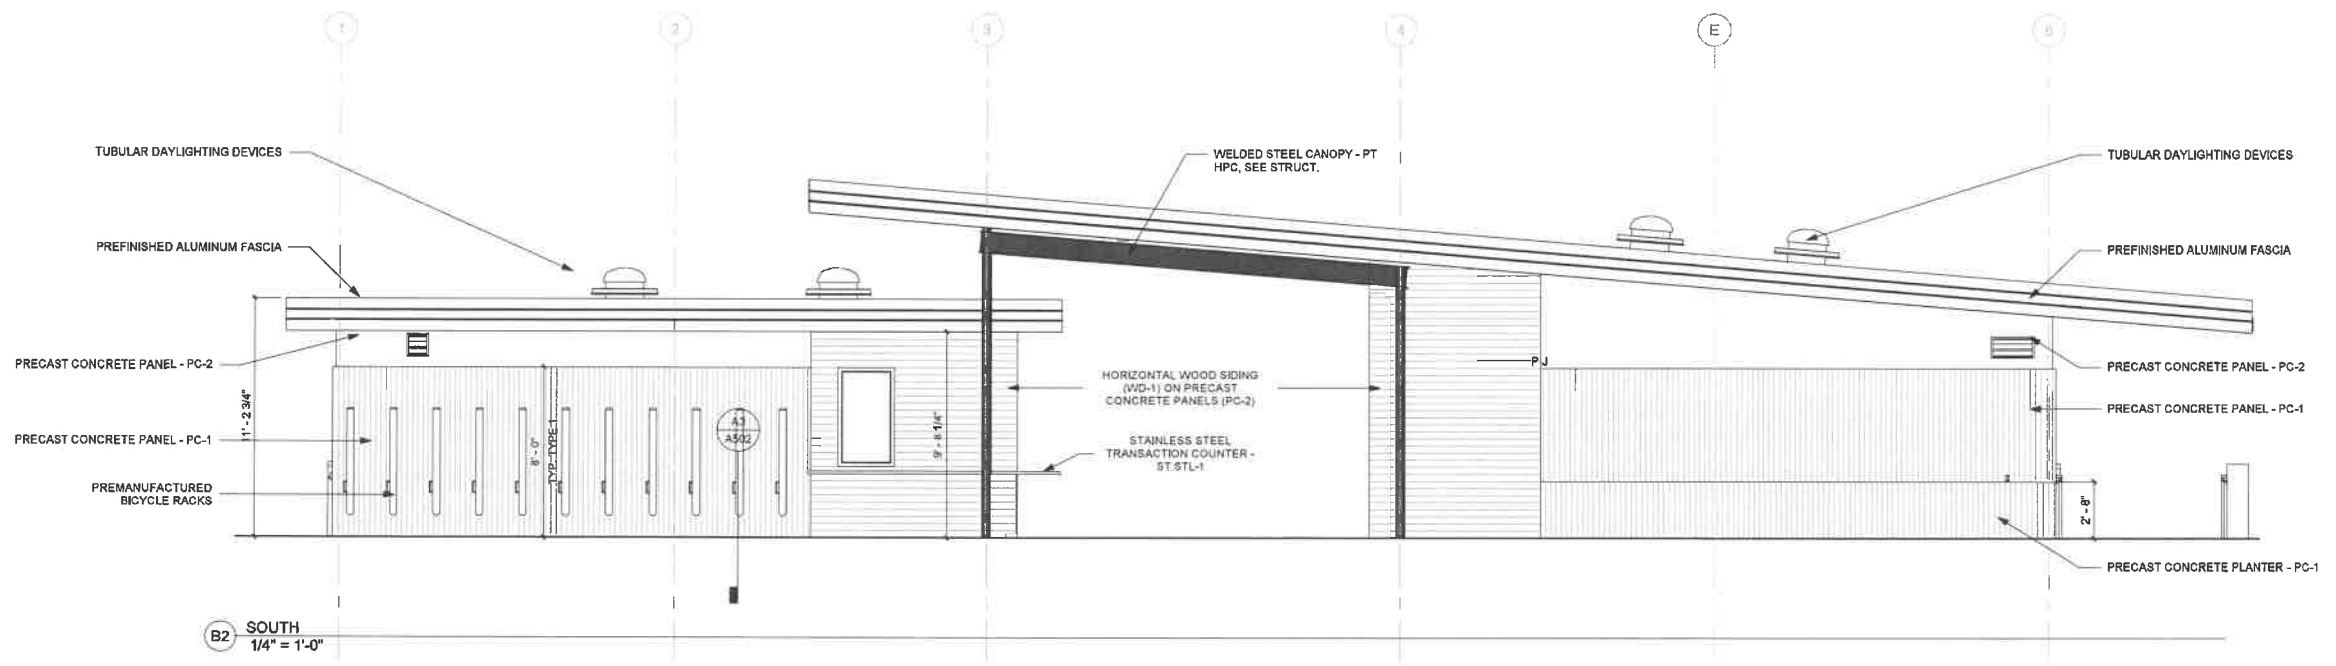 1
2
3
4
E
6
TUBULAR DAYLIGHTING DEVICES
WELDED STEEL CANOPY - PT
HPC, SEE STRUCT.
TUBULAR DAYLIGHTING DEVICES
PREFINISHED ALUMINUM FASCIA
PREFINISHED ALUMINUM FASCIA
PRECAST CONCRETE PANEL - PC-2
11' - 2 3/4"
PRECAST CONCRETE PANEL - PC-1
PREMANUFACTURED
BICYCLE RACKS
8' - 0"
TYP. TYPE-1
A3
A502
9' - 8 1/4"
HORIZONTAL WOOD SIDING
(WD-1) ON PRECAST
CONCRETE PANELS (PC-2)
STAINLESS STEEL
TRANSACTION COUNTER -
ST.STL-1
PJ
PRECAST CONCRETE PANEL - PC-2
PRECAST CONCRETE PANEL - PC-1
2' - 8"
PRECAST CONCRETE PLANTER - PC-1
B2
SOUTH
1/4" = 1'-0"